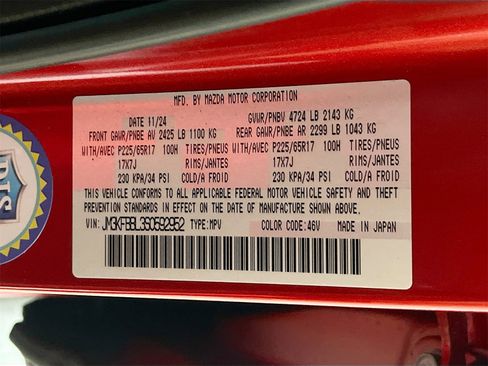 MFD. BY MAZDA MOTOR CORPORATION
DATE 11/24 GVWR/PNBV 4724 LB 2143 KG
FRONT GAWR/PNBE AV 2425 LB 1100 KG REAR GAWR/PNBE AR 2299 LB 1043 KG
WITH/AVEC P225/65R17 100H TIRES/PNEUS WITH/AVEC P225/65R17 100H TIRES/PNEUS
17X7J RIMS/JANTES 17X7J RIMS/JANTES
230 KPA/34 PSI COLD/A FROID 230 KPA/34 PSI COLD/A FROID
THIS VEHICLE CONFORMS TO ALL APPLICABLE FEDERAL MOTOR VEHICLE SAFETY AND THEFT
PREVENTION STANDARDS IN EFFECT ON THE DATE OF MANUFACTURE SHOWN ABOVE.
VIN: JM3KFBBL3S0592952 TYPE:MPV COLOR CODE:46V MADE IN JAPAN